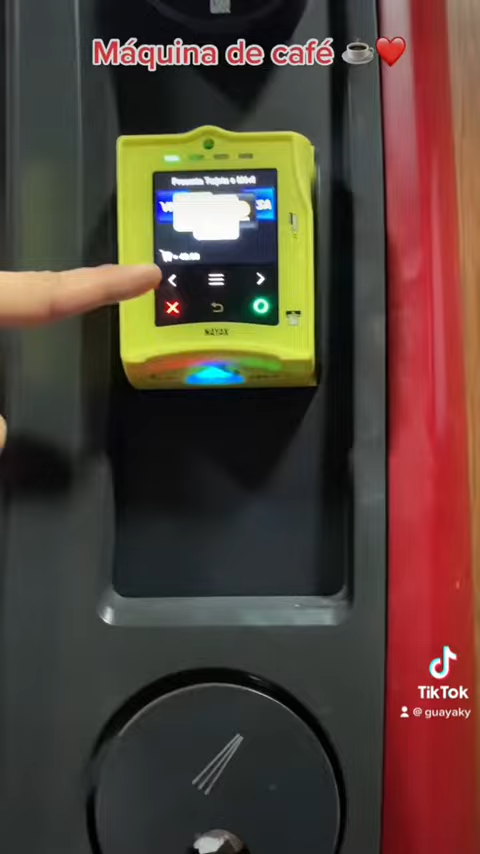 Máquina de café ☕❤️
Presente Tarjeta o Móvil
NAYAX
TikTok
@guayaky